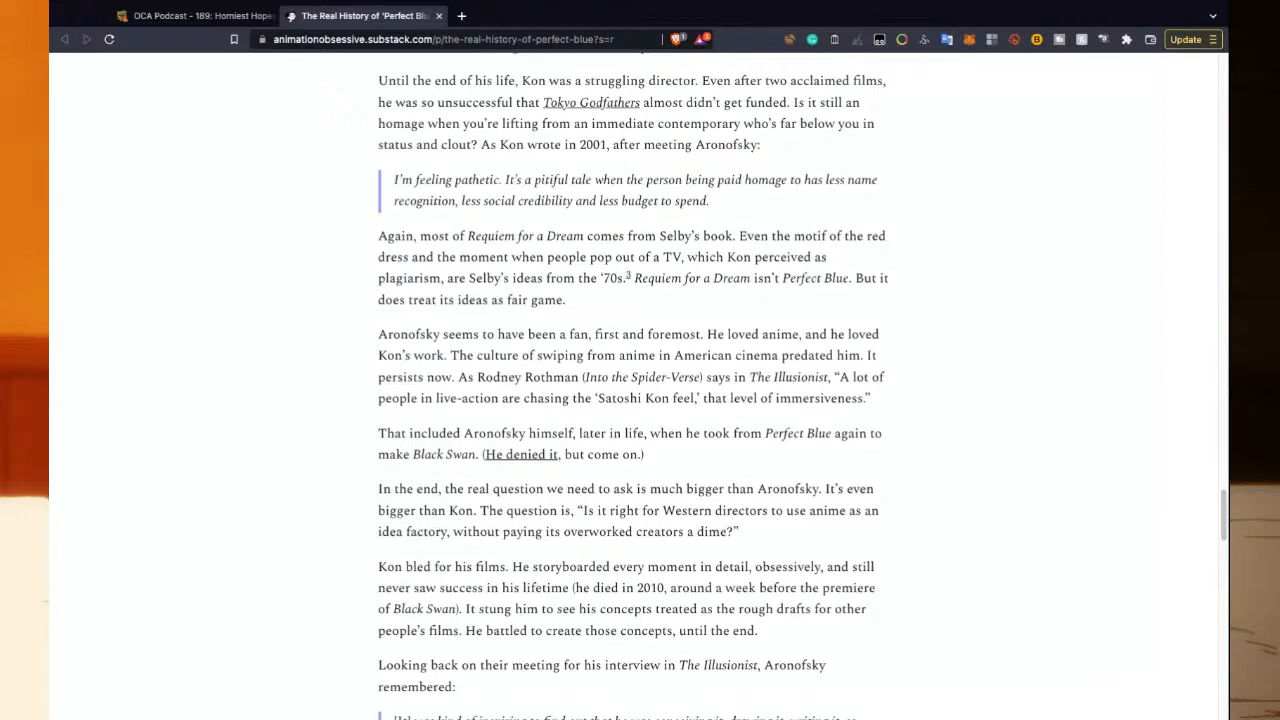 OCA Podcast - 189: Horniest Hope
The Real History of 'Perfect Blu
animationobsessive.substack.com/p/the-real-history-of-perfect-blue?s=r
Update
Until the end of his life, Kon was a struggling director. Even after two acclaimed films,
he was so unsuccessful that Tokyo Godfathers almost didn't get funded. Is it still an
homage when you're lifting from an immediate contemporary who's far below you in
status and clout? As Kon wrote in 2001, after meeting Aronofsky:
I'm feeling pathetic. It's a pitiful tale when the person being paid homage to has less name
recognition, less social credibility and less budget to spend.
Again, most of Requiem for a Dream comes from Selby's book. Even the motif of the red
dress and the moment when people pop out of a TV, which Kon perceived as
plagiarism, are Selby's ideas from the '70s.3 Requiem for a Dream isn't Perfect Blue. But it
does treat its ideas as fair game.
Aronofsky seems to have been a fan, first and foremost. He loved anime, and he loved
Kon's work. The culture of swiping from anime in American cinema predated him. It
persists now. As Rodney Rothman (Into the Spider-Verse) says in The Illusionist, “A lot of
people in live-action are chasing the ‘Satoshi Kon feel,’ that level of immersiveness.”
That included Aronofsky himself, later in life, when he took from Perfect Blue again to
make Black Swan. (He denied it, but come on.)
In the end, the real question we need to ask is much bigger than Aronofsky. It's even
bigger than Kon. The question is, “Is it right for Western directors to use anime as an
idea factory, without paying its overworked creators a dime?”
Kon bled for his films. He storyboarded every moment in detail, obsessively, and still
never saw success in his lifetime (he died in 2010, around a week before the premiere
of Black Swan). It stung him to see his concepts treated as the rough drafts for other
people's films. He battled to create those concepts, until the end.
Looking back on their meeting for his interview in The Illusionist, Aronofsky
remembered: